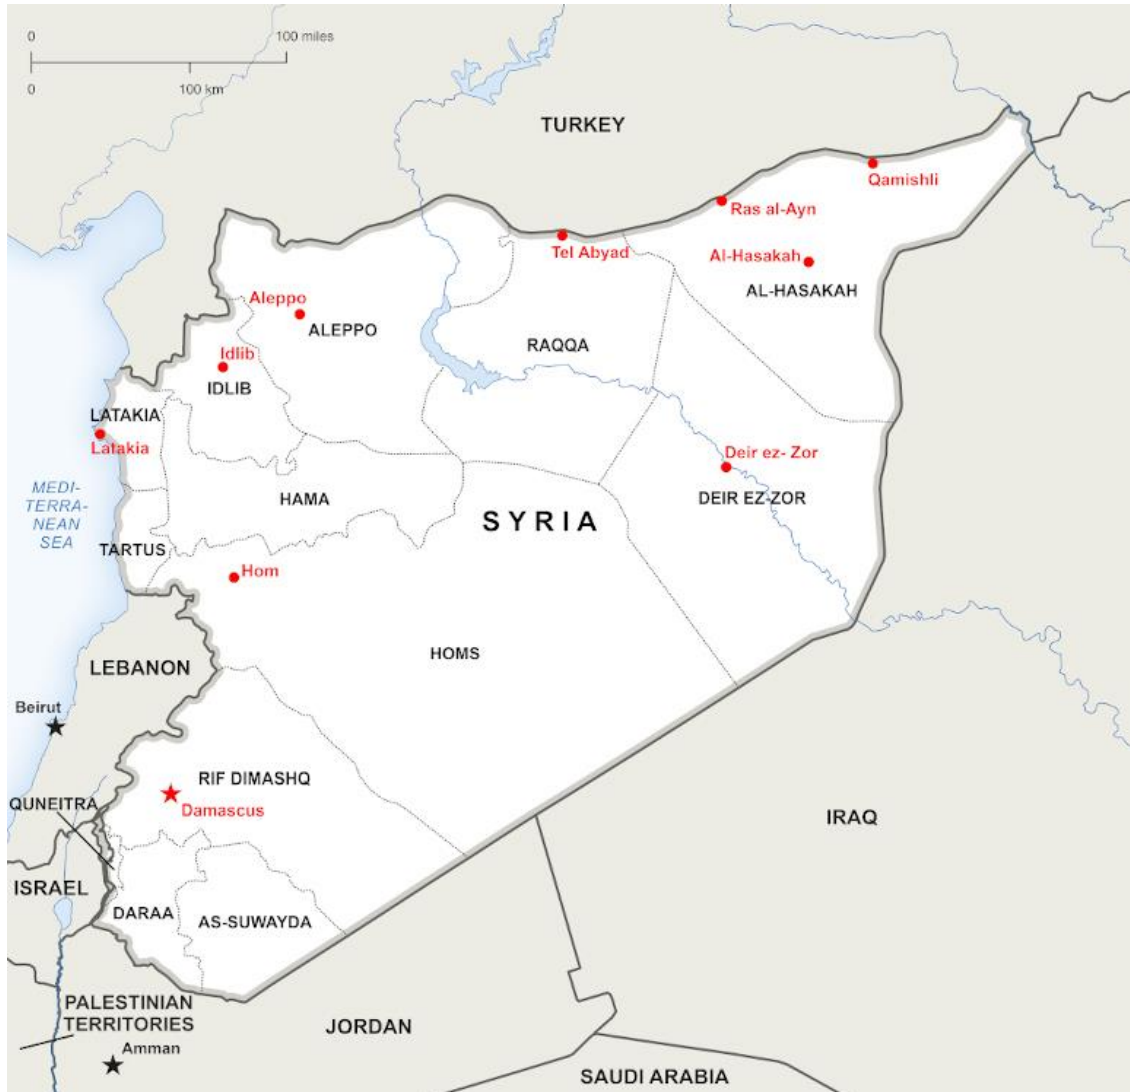 0
100 miles
0
100 km
TURKEY
Qamishli
Ras al-Ayn
Tel Abyad
Al-Hasakah
AL-HASAKAH
Aleppo
ALEPPO
RAQQA
Idlib
IDLIB
LATAKIA
Latakia
Deir ez- Zor
DEIR EZ-ZOR
MEDI-
TERRA-
NEAN
SEA
HAMA
SYRIA
TARTUS
Hom
HOMS
LEBANON
Beirut
RIF DIMASHQ
Damascus
QUNEITRA
IRAQ
ISRAEL
DARAA
AS-SUWAYDA
PALESTINIAN
TERRITORIES
JORDAN
Amman
SAUDI ARABIA